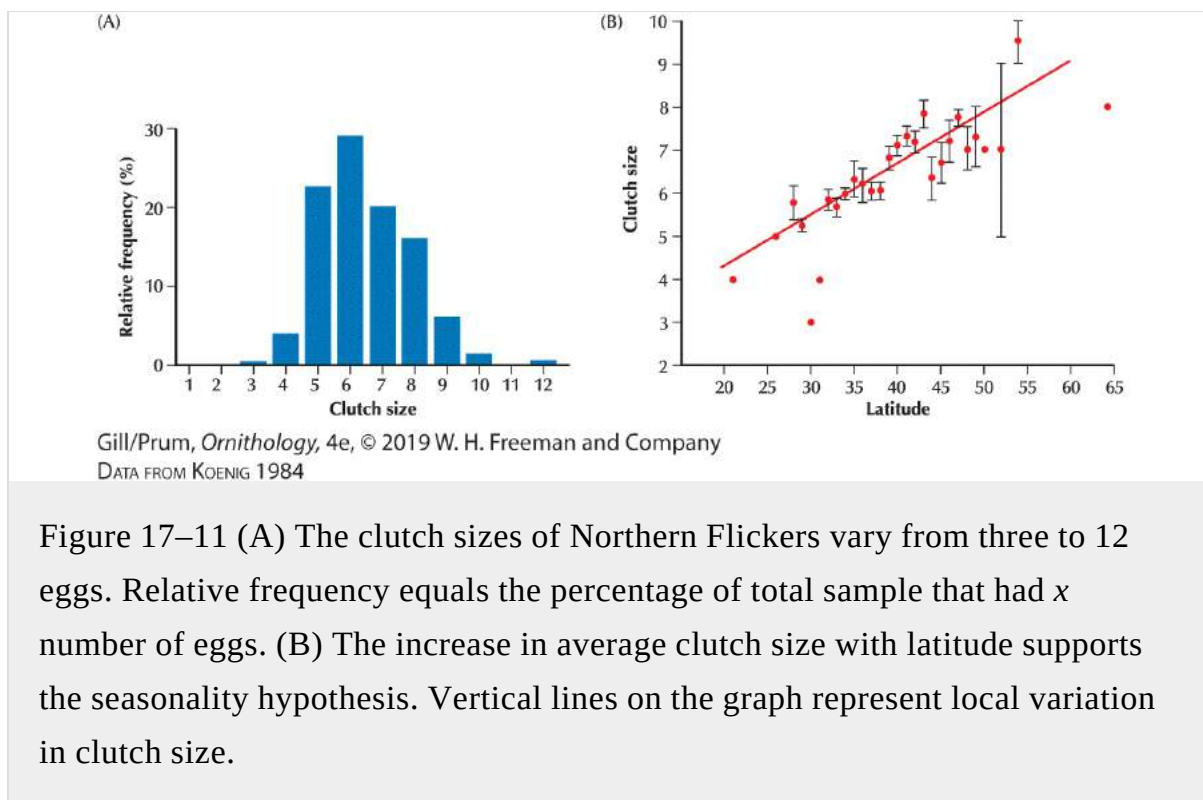 (A)
30
20
10
0
Relative frequency (%)
1 2 3 4 5 6 7 8 9 10 11 12
Clutch size
(B)
10
9
8
7
6
5
4
3
2
Clutch size
20 25 30 35 40 45 50 55 60 65
Latitude
Gill/Prum, Ornithology, 4e, © 2019 W. H. Freeman and Company
DATA FROM KOENIG 1984
Figure 17–11 (A) The clutch sizes of Northern Flickers vary from three to 12
eggs. Relative frequency equals the percentage of total sample that had x
number of eggs. (B) The increase in average clutch size with latitude supports
the seasonality hypothesis. Vertical lines on the graph represent local variation
in clutch size.